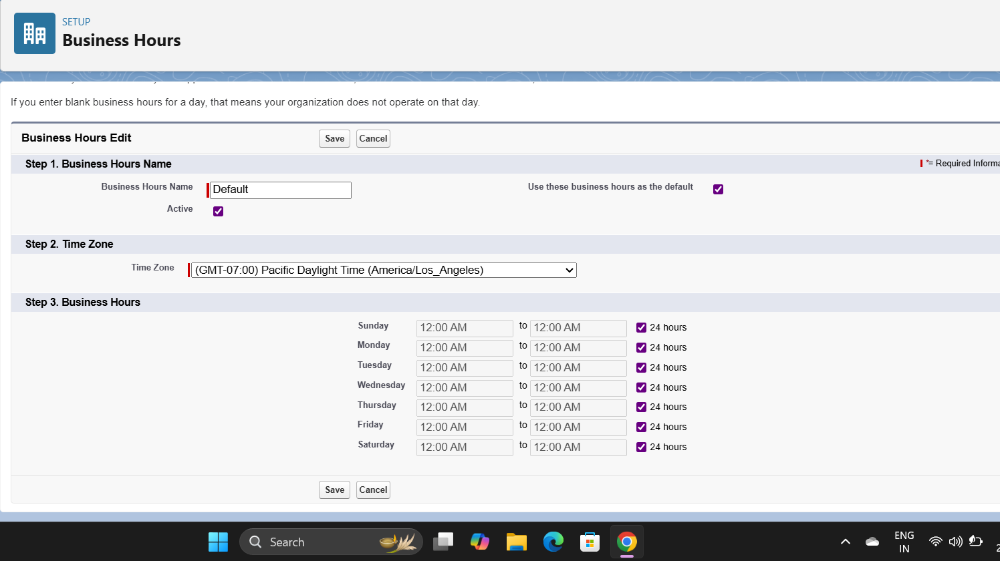 SETUP
Business Hours
If you enter blank business hours for a day, that means your organization does not operate on that day.
Business Hours Edit Save Cancel
Step 1. Business Hours Name *= Required
Business Hours Name Default Use these business hours as the default
Active
Step 2. Time Zone
Time Zone (GMT-07:00) Pacific Daylight Time (America/Los_Angeles)
Step 3. Business Hours
Sunday 12:00 AM to 12:00 AM 24 hours
Monday 12:00 AM to 12:00 AM 24 hours
Tuesday 12:00 AM to 12:00 AM 24 hours
Wednesday 12:00 AM to 12:00 AM 24 hours
Thursday 12:00 AM to 12:00 AM 24 hours
Friday 12:00 AM to 12:00 AM 24 hours
Saturday 12:00 AM to 12:00 AM 24 hours
Save Cancel
Search ENG
IN